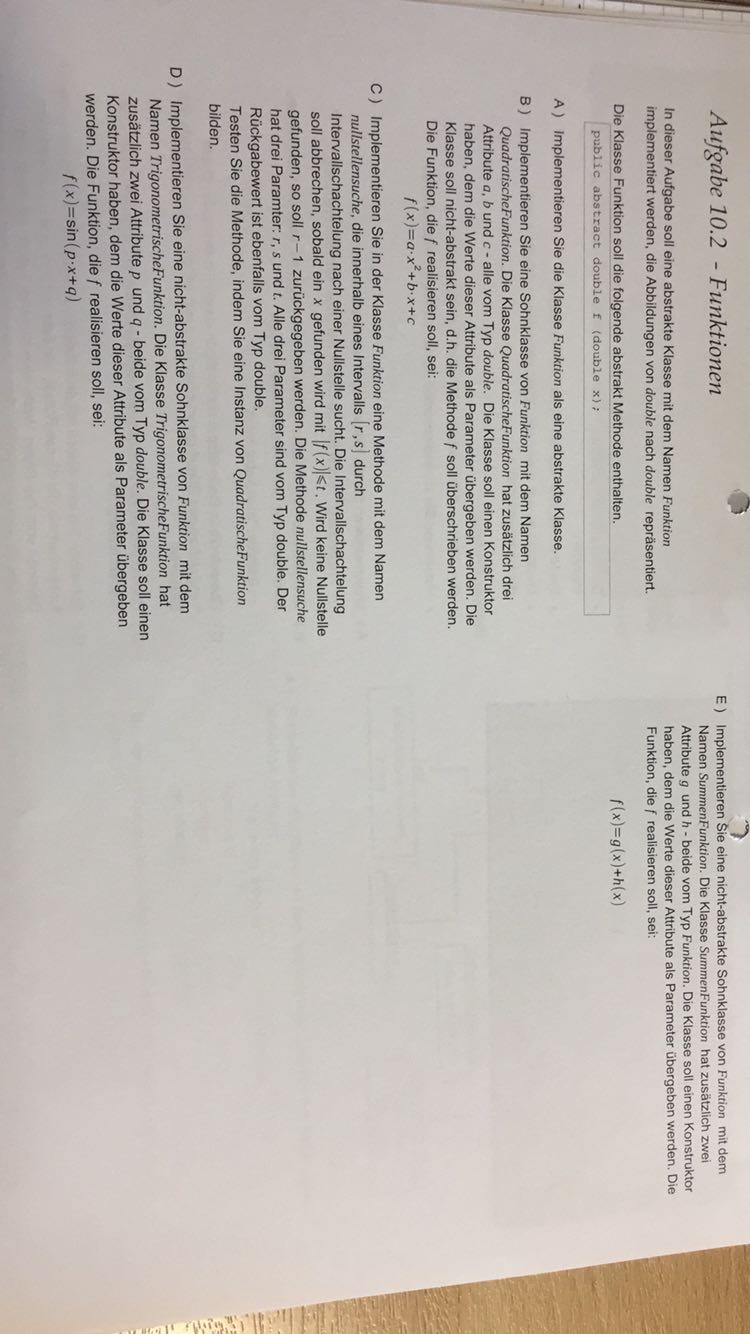 Aufgabe 10.2 - Funktionen
In dieser Aufgabe soll eine abstrakte Klasse mit dem Namen Funktion
implementiert werden, die Abbildungen von double nach double repräsentiert.
Die Klasse Funktion soll die folgende abstrakt Methode enthalten.
public abstract double f (double x);
A ) Implementieren Sie die Klasse Funktion als eine abstrakte Klasse.
B ) Implementieren Sie eine Sohnklasse von Funktion mit dem Namen
QuadratischeFunktion. Die Klasse QuadratischeFunktion hat zusätzlich drei
Attribute a, b und c - alle vom Typ double. Die Klasse soll einen Konstruktor
haben, dem die Werte dieser Attribute als Parameter übergeben werden. Die
Klasse soll nicht-abstrakt sein, d.h. die Methode f soll überschrieben werden.
Die Funktion, die f realisieren soll, sei:
f(x)=a·x²+b·x+c
C ) Implementieren Sie in der Klasse Funktion eine Methode mit dem Namen
nullstellensuche, die innerhalb eines Intervalls [r,s] durch
Intervallschachtelung nach einer Nullstelle sucht. Die Intervallschachtelung
soll abbrechen, sobald ein x gefunden wird mit |f(x)|⩽t. Wird keine Nullstelle
gefunden, so soll r−1 zurückgegeben werden. Die Methode nullstellensuche
hat drei Paramter: r, s und t. Alle drei Parameter sind vom Typ double. Der
Rückgabewert ist ebenfalls vom Typ double.
Testen Sie die Methode, indem Sie eine Instanz von QuadratischeFunktion
bilden.
D ) Implementieren Sie eine nicht-abstrakte Sohnklasse von Funktion mit dem
Namen TrigonometrischeFunktion. Die Klasse TrigonometrischeFunktion hat
zusätzlich zwei Attribute p und q - beide vom Typ double. Die Klasse soll einen
Konstruktor haben, dem die Werte dieser Attribute als Parameter übergeben
werden. Die Funktion, die f realisieren soll, sei:
f(x)=sin(p·x+q)
E ) Implementieren Sie eine nicht-abstrakte Sohnklasse von Funktion mit dem
Namen SummenFunktion. Die Klasse SummenFunktion hat zusätzlich zwei
Attribute g und h - beide vom Typ Funktion. Die Klasse soll einen Konstruktor
haben, dem die Werte dieser Attribute als Parameter übergeben werden. Die
Funktion, die f realisieren soll, sei:
f(x)=g(x)+h(x)